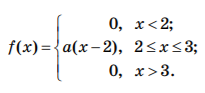 0, x<2;
f(x)= { a(x−2), 2≤x≤3;
0, x>3.